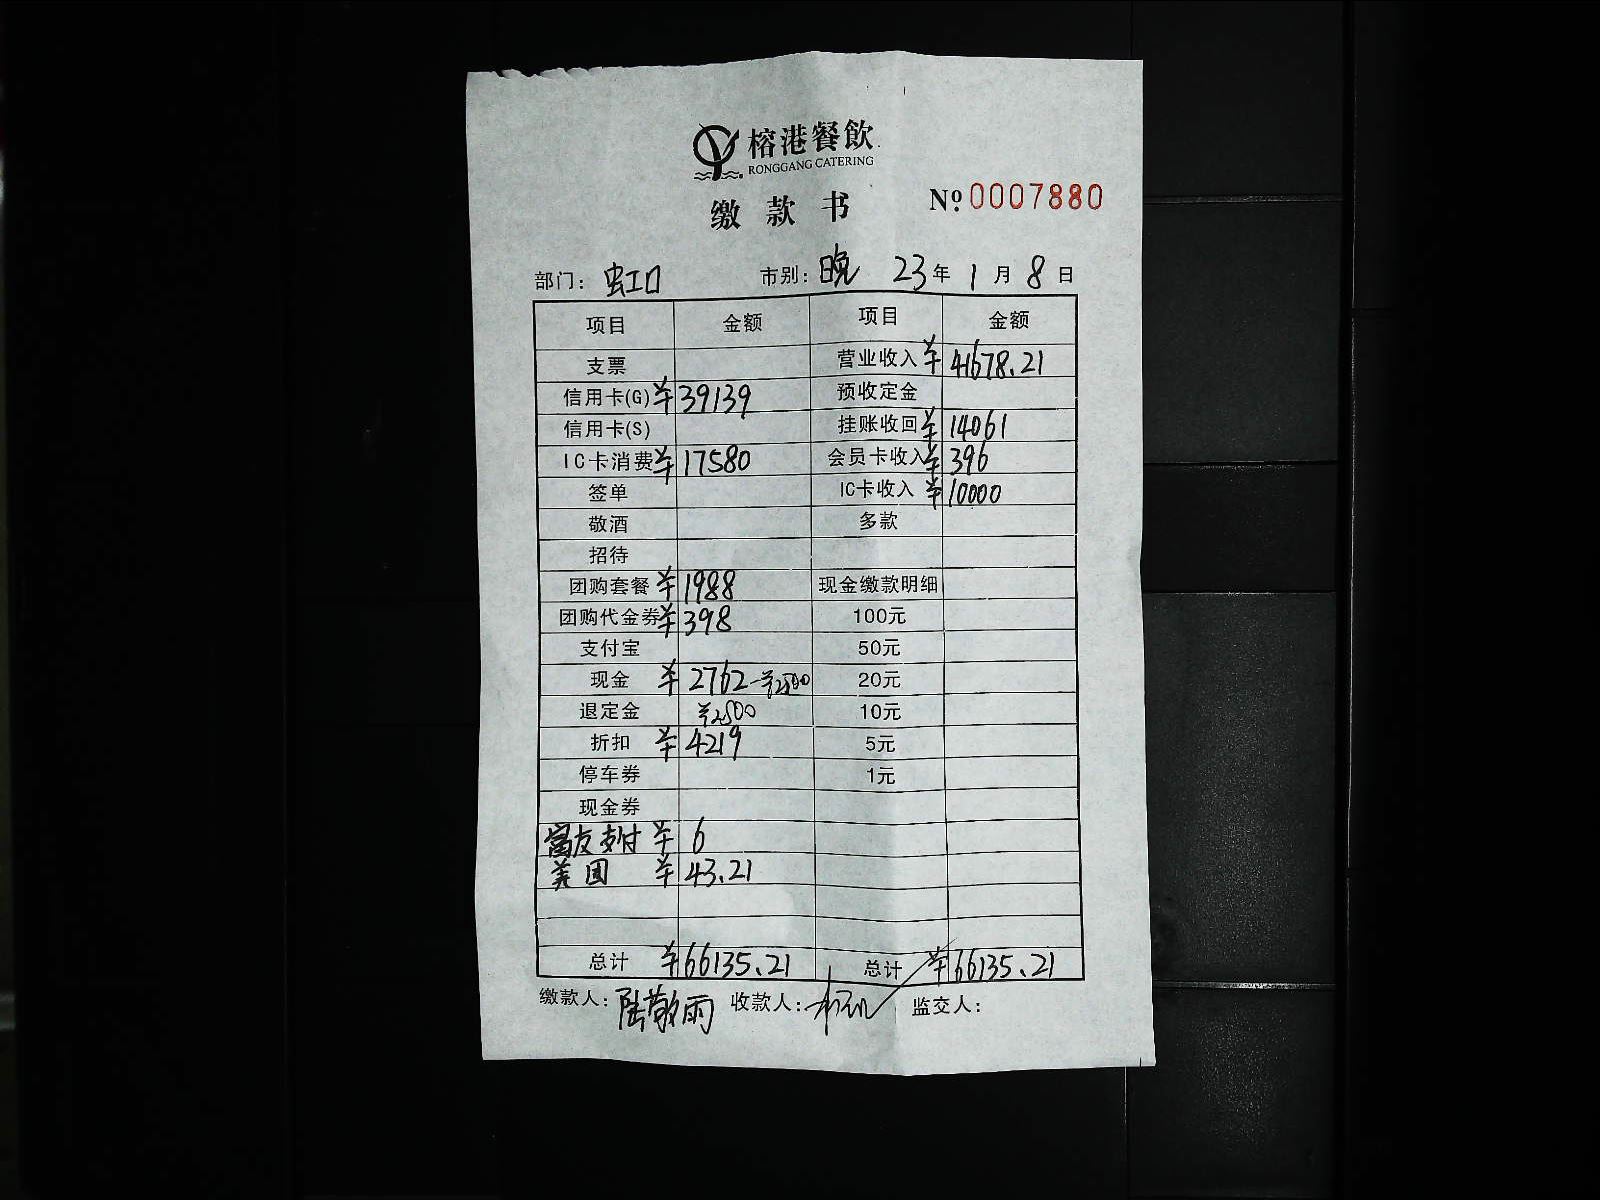 榕港餐飲
RONGGANG CATERING
缴款书 Nº 0007880
部门: 虹口 市别: 晚 23年1月8日
项目 金额 项目 金额
支票 营业收入 ¥41678.21
信用卡(G) ¥39139 预收定金
信用卡(S) 挂账收回 ¥14061
IC卡消费 ¥17580 会员卡收入 ¥396
签单 IC卡收入 ¥10000
敬酒 多款
招待
团购套餐 ¥1988 现金缴款明细
团购代金券 ¥398 100元
支付宝 50元
现金 ¥2762-¥2500 20元
退定金 ¥2500 10元
折扣 ¥4219 5元
停车券 1元
现金券
富友支付 ¥6
美团 ¥43.21
总计 ¥66135.21 总计 ¥66135.21
缴款人: 陆敬雨 收款人: 监交人: